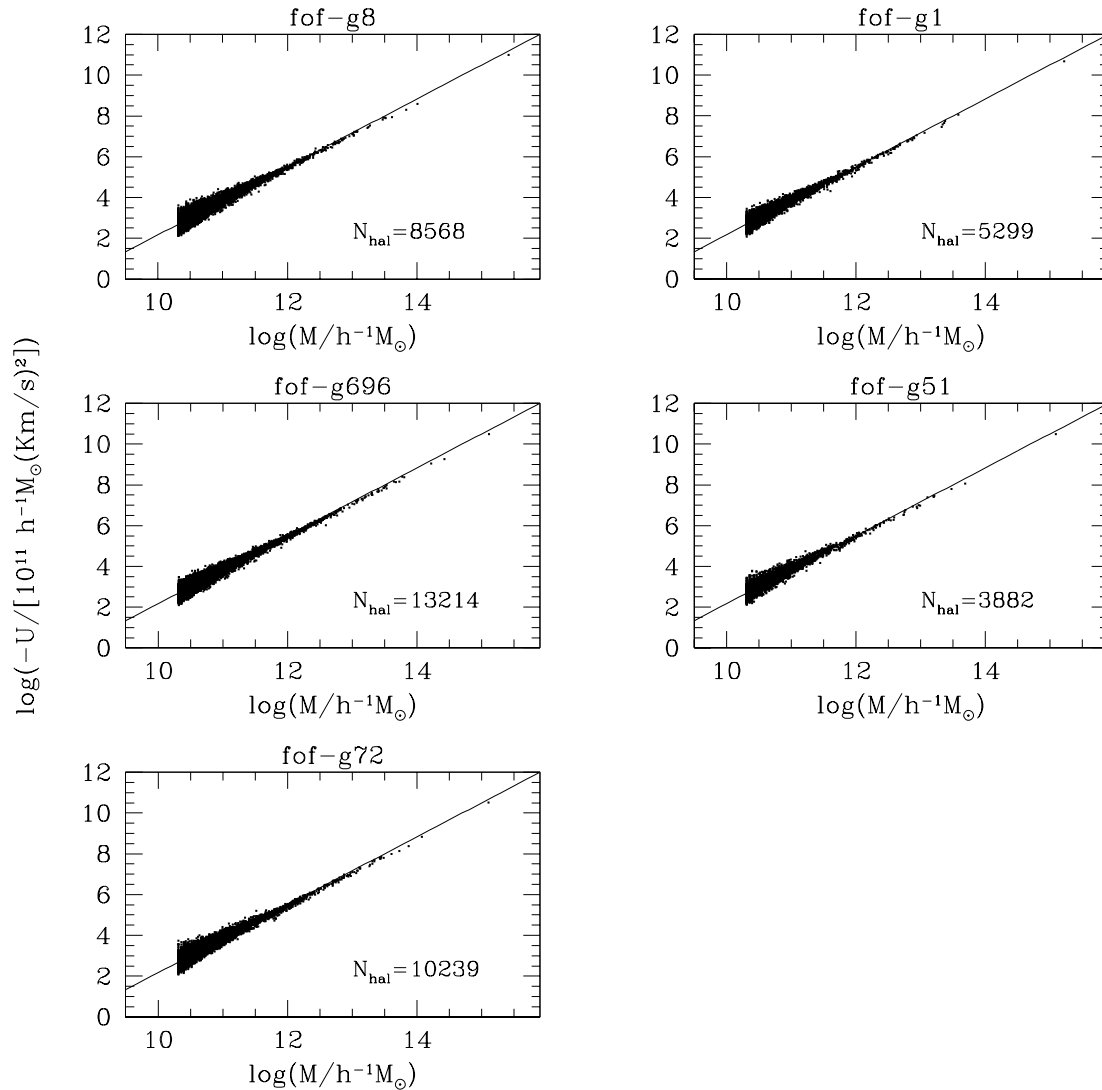 fof-g8
12
10
8
6
4
2
0
N_hal=8568
10 12 14
log(M/h⁻¹M⊙)
fof-g1
12
10
8
6
4
2
0
N_hal=5299
10 12 14
log(M/h⁻¹M⊙)
log(-U/[10¹¹ h⁻¹M⊙(Km/s)²])
fof-g696
12
10
8
6
4
2
0
N_hal=13214
10 12 14
log(M/h⁻¹M⊙)
fof-g51
12
10
8
6
4
2
0
N_hal=3882
10 12 14
log(M/h⁻¹M⊙)
fof-g72
12
10
8
6
4
2
0
N_hal=10239
10 12 14
log(M/h⁻¹M⊙)